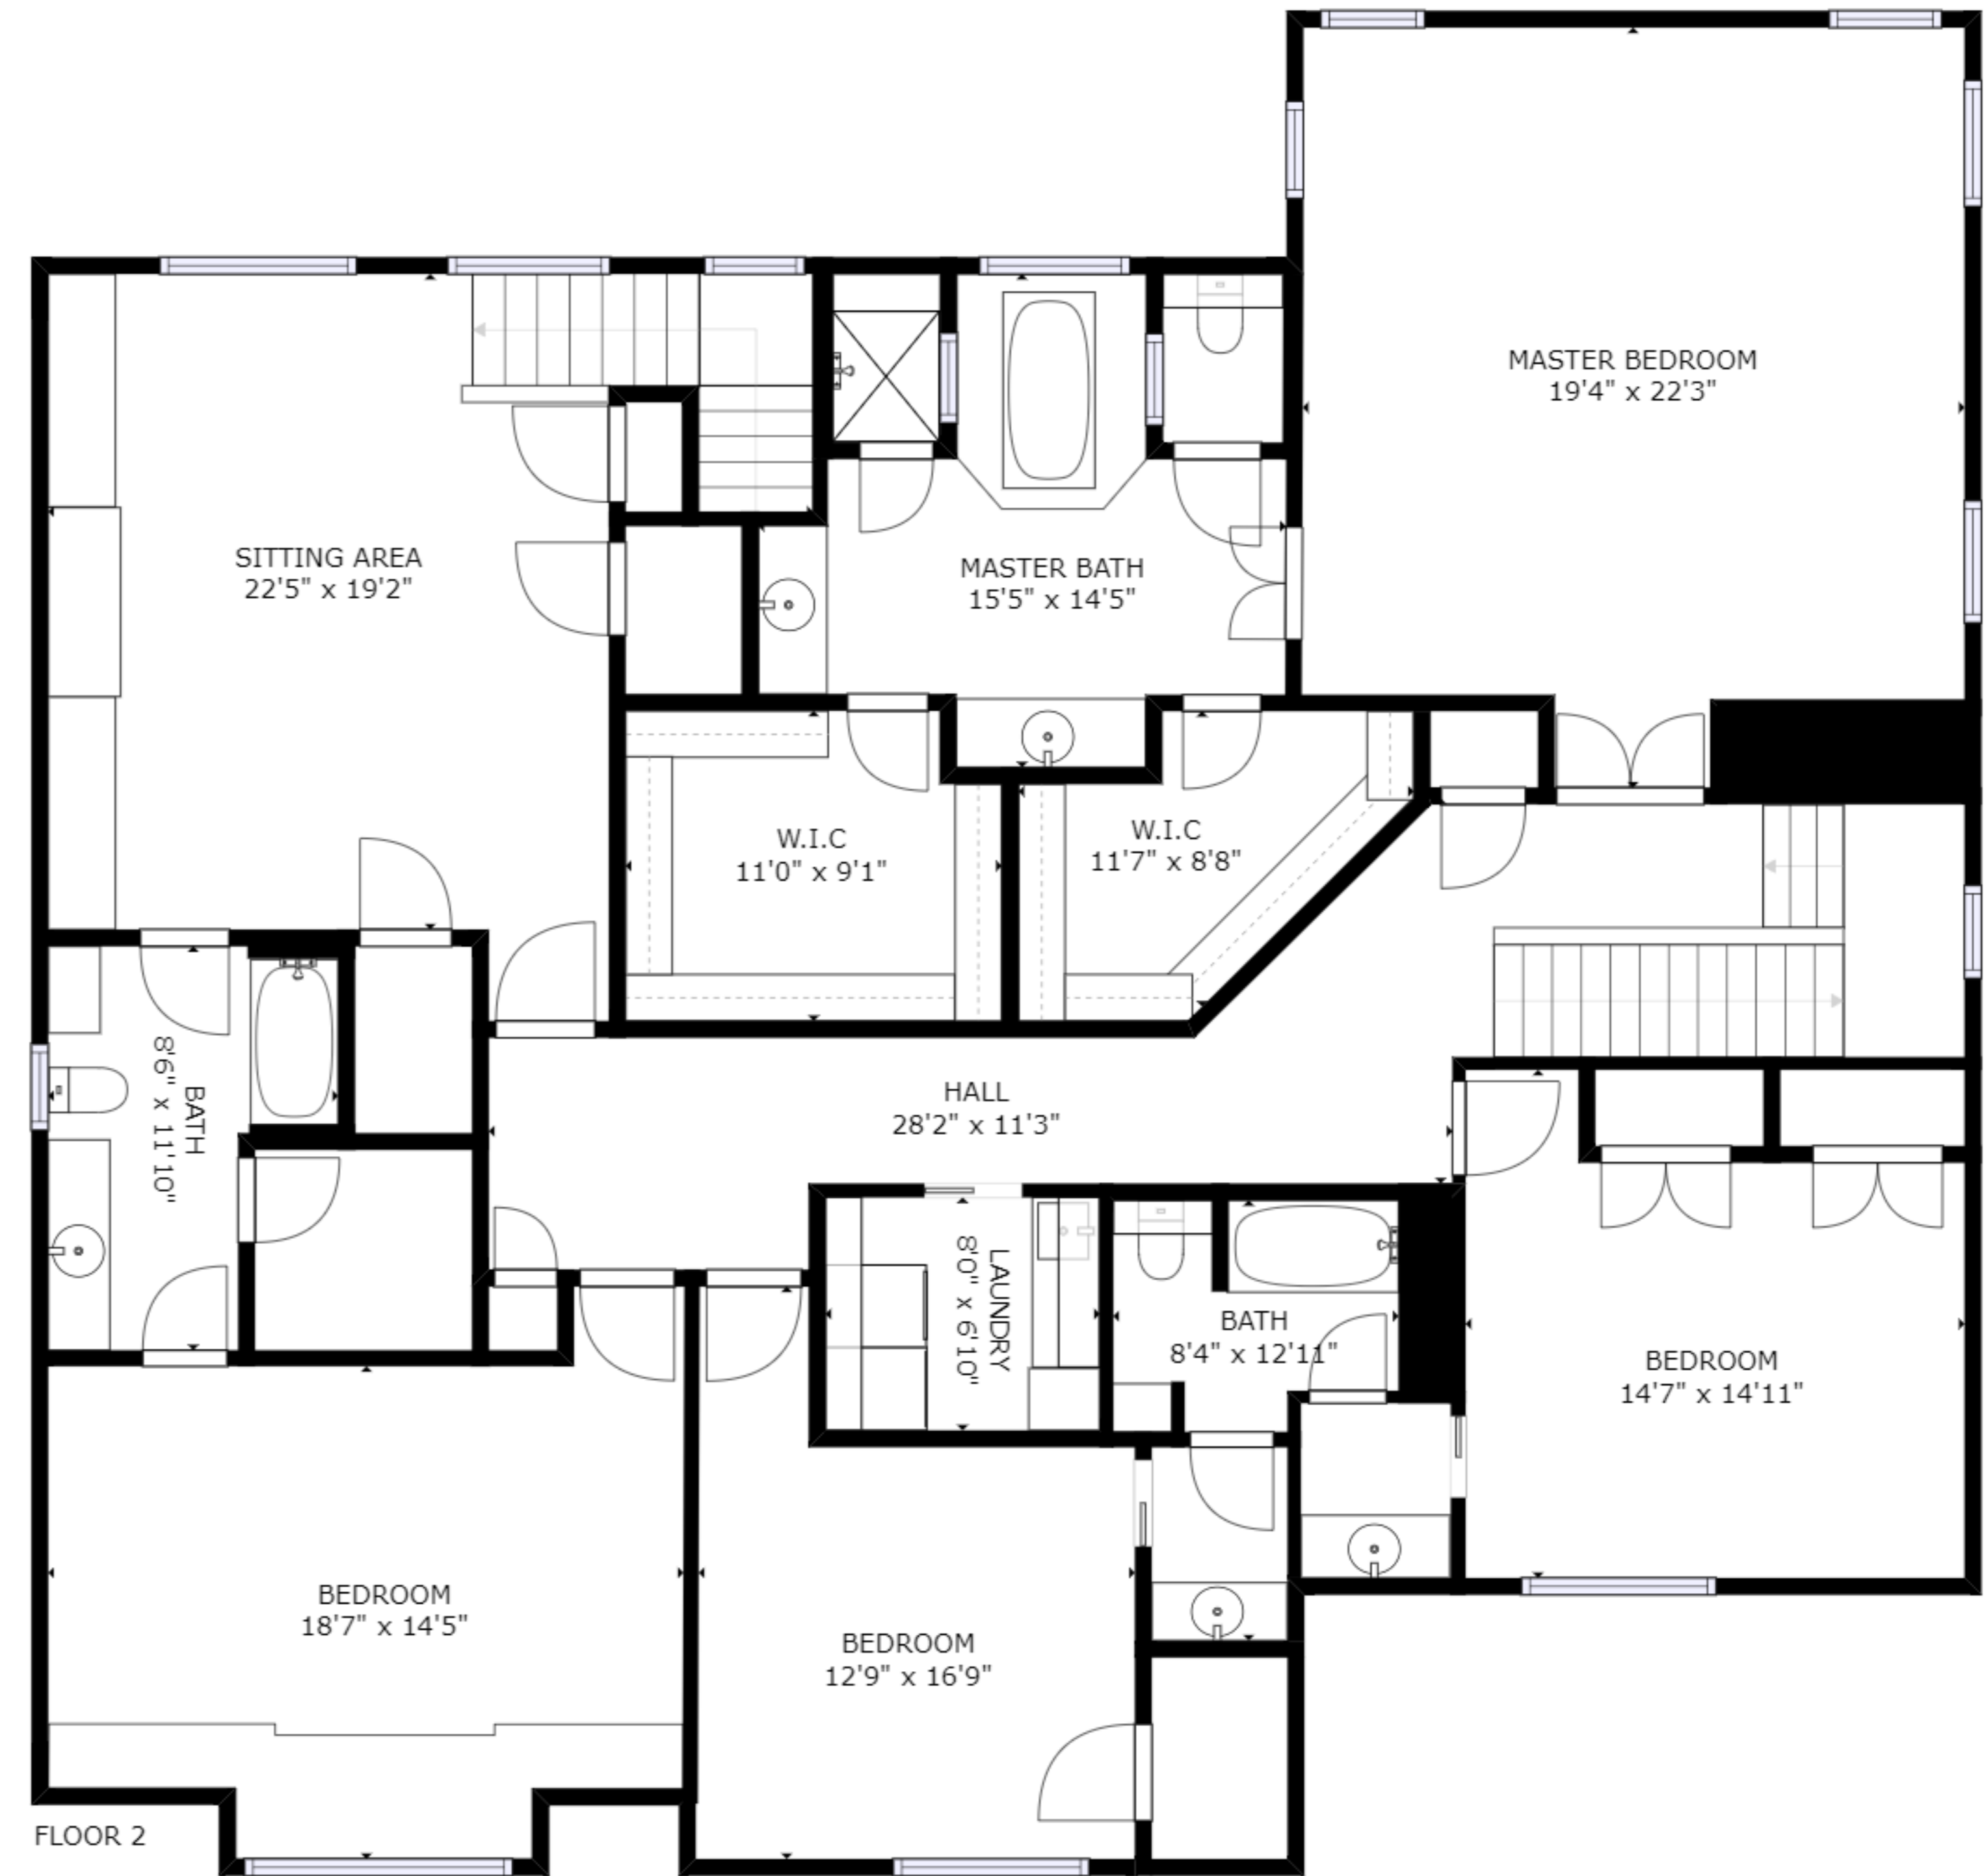 MASTER BEDROOM
19'4" x 22'3"
SITTING AREA
22'5" x 19'2"
MASTER BATH
15'5" x 14'5"
W.I.C
11'0" x 9'1"
W.I.C
11'7" x 8'8"
BATH
8'6" x 11'10"
HALL
28'2" x 11'3"
LAUNDRY
8'0" x 6'10"
BATH
8'4" x 12'11"
BEDROOM
14'7" x 14'11"
BEDROOM
18'7" x 14'5"
BEDROOM
12'9" x 16'9"
FLOOR 2